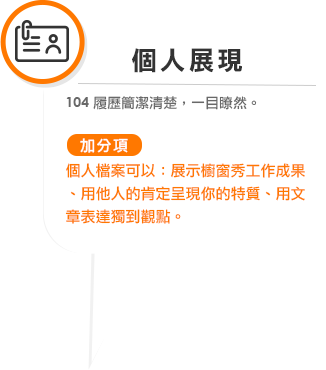 個人展現
104 履歷簡潔清楚，一目瞭然。
加分項
個人檔案可以：展示櫥窗秀工作成果
、用他人的肯定呈現你的特質、用文
章表達獨到觀點。